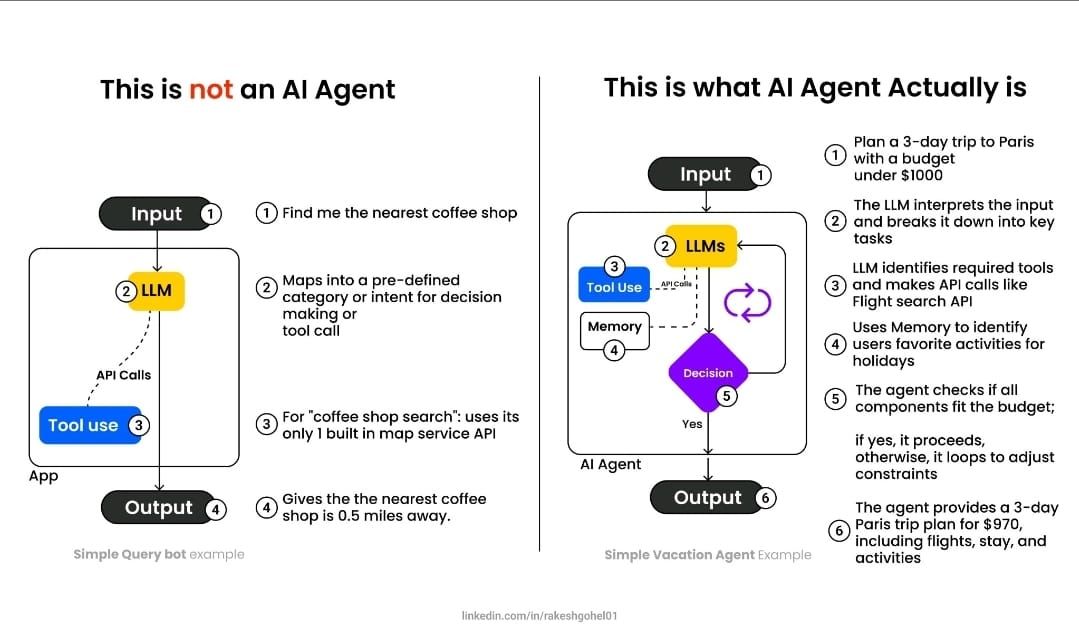 This is not an AI Agent
Input 1
1 Find me the nearest coffee shop
2 LLM
2 Maps into a pre-defined
category or intent for decision
making or
tool call
API Calls
Tool use 3
3 For "coffee shop search": uses its
only 1 built in map service API
App
Output 4
4 Gives the the nearest coffee
shop is 0.5 miles away.
Simple Query bot example
This is what AI Agent Actually is
Input 1
1 Plan a 3-day trip to Paris
with a budget
under $1000
2 LLMs
2 The LLM interprets the input
and breaks it down into key
tasks
3
Tool Use
API Calls
3 LLM identifies required tools
and makes API calls like
Flight search API
Memory
4
4 Uses Memory to identify
users favorite activities for
holidays
Decision
5
5 The agent checks if all
components fit the budget;
if yes, it proceeds,
otherwise, it loops to adjust
constraints
Yes
AI Agent
Output 6
6 The agent provides a 3-day
Paris trip plan for $970,
including flights, stay, and
activities
Simple Vacation Agent Example
linkedin.com/in/rakeshgohel01